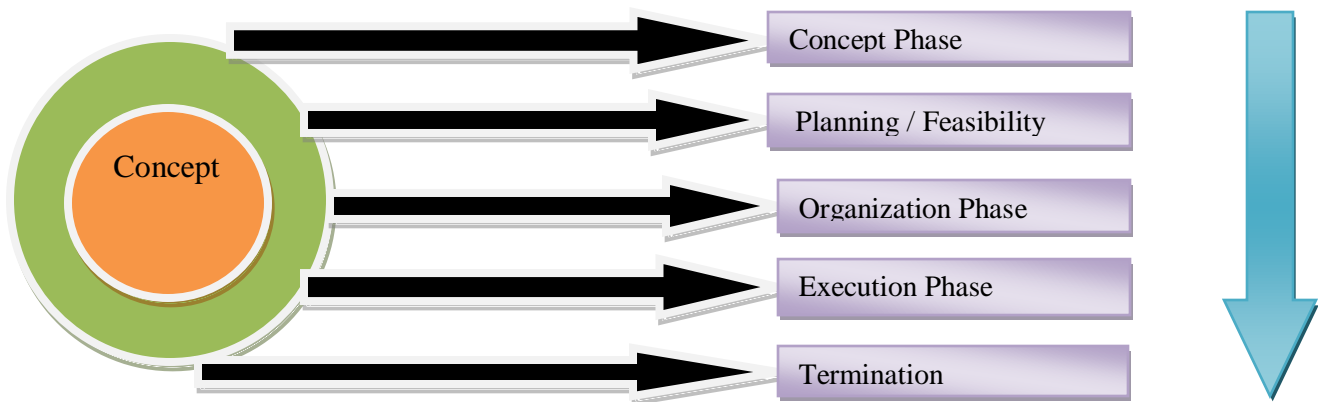 Concept Phase
Planning / Feasibility
Concept
Organization Phase
Execution Phase
Termination